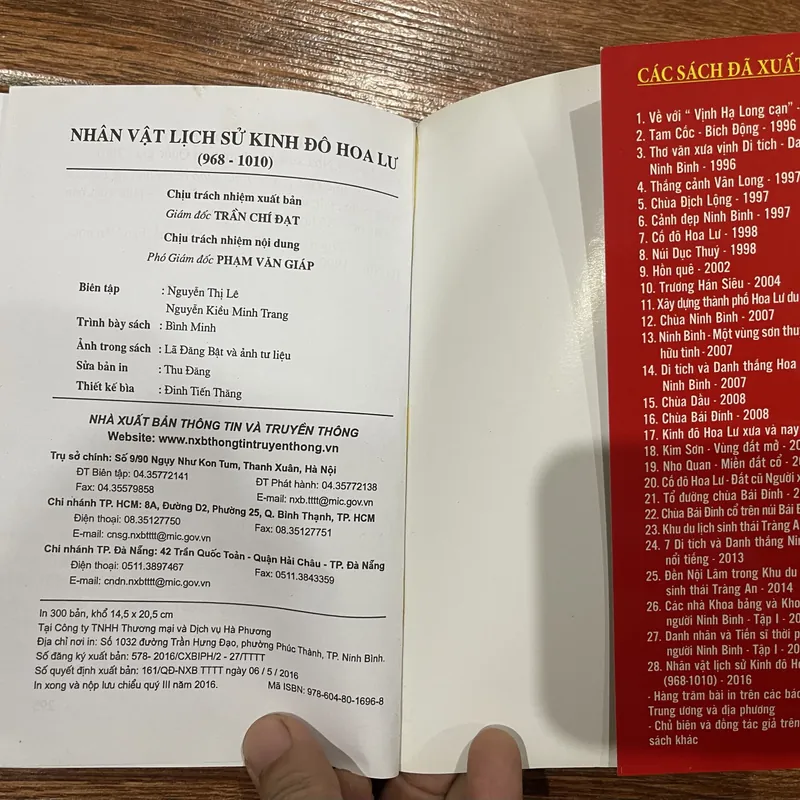 NHÂN VẬT LỊCH SỬ KINH ĐÔ HOA LƯ
(968 - 1010)
Chịu trách nhiệm xuất bản
Giám đốc TRẦN CHÍ ĐẠT
Chịu trách nhiệm nội dung
Phó Giám đốc PHẠM VĂN GIÁP
Biên tập : Nguyễn Thị Lê
Nguyễn Kiều Minh Trang
Trình bày sách : Bình Minh
Ảnh trong sách : Lã Đăng Bật và ảnh tư liệu
Sửa bản in : Thu Đăng
Thiết kế bìa : Đinh Tiến Thăng
NHÀ XUẤT BẢN THÔNG TIN VÀ TRUYỀN THÔNG
Website: www.nxbthongtintruyenthong.vn
Trụ sở chính: Số 9/90 Ngụy Như Kon Tum, Thanh Xuân, Hà Nội
ĐT Biên tập: 04.35772141 ĐT Phát hành: 04.35772138
Fax: 04.35579858 E-mail: nxb.tttt@mic.gov.vn
Chi nhánh TP. HCM: 8A, Đường D2, Phường 25, Q. Bình Thạnh, TP. HCM
Điện thoại: 08.35127750 Fax: 08.35127751
E-mail: cnsg.nxbtttt@mic.gov.vn
Chi nhánh TP. Đà Nẵng: 42 Trần Quốc Toản - Quận Hải Châu - TP. Đà Nẵng
Điện thoại: 0511.3897467 Fax: 0511.3843359
E-mail: cndn.nxbtttt@mic.gov.vn
In 300 bản, khổ 14,5 x 20,5 cm
Tại Công ty TNHH Thương mại và Dịch vụ Hà Phương
Địa chỉ nơi in: Số 1032 đường Trần Hưng Đạo, phường Phúc Thành, TP. Ninh Bình.
Số đăng ký xuất bản: 578- 2016/CXBIPH/2 - 27/TTTT
Số quyết định xuất bản: 161/QĐ-NXB TTTT ngày 06 / 5 / 2016
In xong và nộp lưu chiểu quý III năm 2016. Mã ISBN: 978-604-80-1696-8
CÁC SÁCH ĐÃ XUẤT
1. Về với " Vịnh Hạ Long cạn" -
2. Tam Cốc - Bích Động - 1996
3. Thơ văn xưa vịnh Di tích - Da
Ninh Bình - 1996
4. Thắng cảnh Vân Long - 1997
5. Chùa Địch Lộng - 1997
6. Cảnh đẹp Ninh Bình - 1997
7. Cố đô Hoa Lư - 1998
8. Núi Dục Thuý - 1998
9. Hồn quê - 2002
10. Trương Hán Siêu - 2004
11. Xây dựng thành phố Hoa Lư du
12. Chùa Ninh Bình - 2007
13. Ninh Bình - Một vùng sơn thu
hữu tình - 2007
14. Di tích và Danh thắng Hoa
Ninh Bình - 2007
15. Chùa Dầu - 2008
16. Chùa Bái Đính - 2008
17. Kinh đô Hoa Lư xưa và nay
18. Kim Sơn - Vùng đất mở - 20
19. Nho Quan - Miền đất cổ - 20
20. Cố đô Hoa Lư - Đất cũ Người x
21. Tổ đường chùa Bái Đính - 2
22. Chùa Bái Đính cổ trên núi Bái Đ
23. Khu du lịch sinh thái Tràng A
24. 7 Di tích và Danh thắng Nin
nổi tiếng - 2013
25. Đền Nội Lâm trong Khu du
sinh thái Tràng An - 2014
26. Các nhà Khoa bảng và Kho
người Ninh Bình - Tập I - 20
27. Danh nhân và Tiến sĩ thời p
người Ninh Bình - Tập I - 20
28. Nhân vật lịch sử Kinh đô H
(968-1010) - 2016
- Hàng trăm bài in trên các bá
Trung ương và địa phương
- Chủ biên và đồng tác giả trên
sách khác